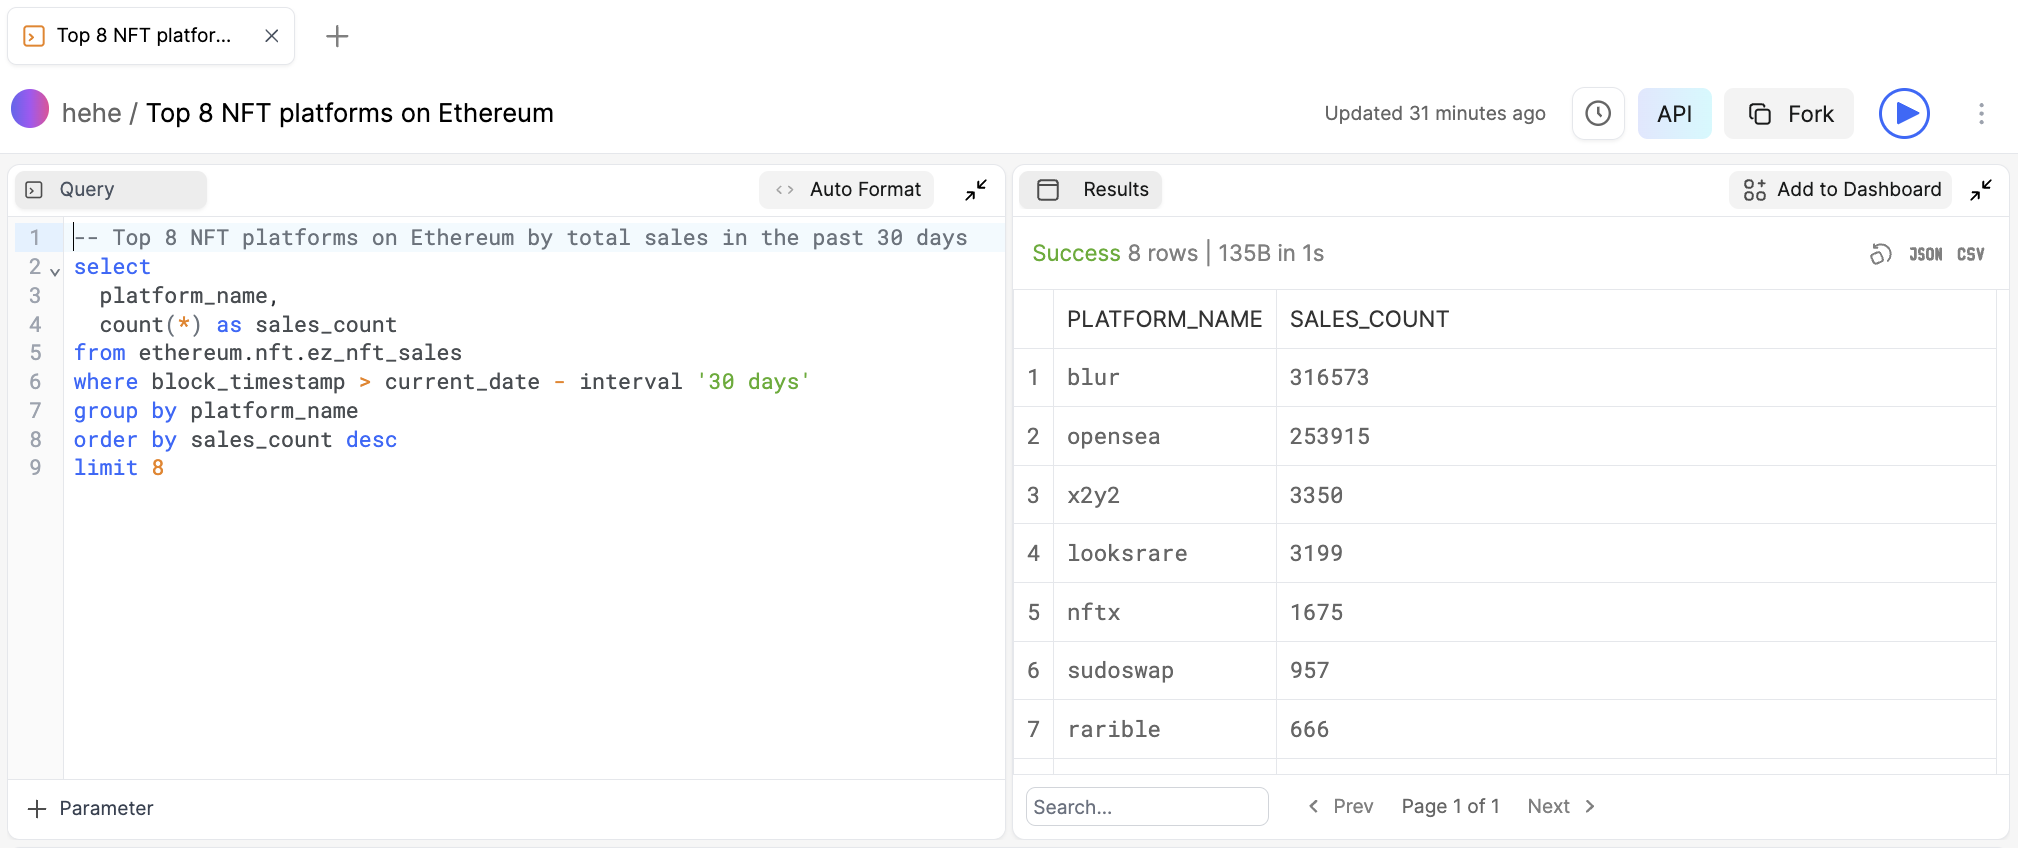 Top 8 NFT platfor...
hehe / Top 8 NFT platforms on Ethereum
Updated 31 minutes ago
API
Fork
Query
Auto Format
1 -- Top 8 NFT platforms on Ethereum by total sales in the past 30 days
2 select
3 platform_name,
4 count(*) as sales_count
5 from ethereum.nft.ez_nft_sales
6 where block_timestamp > current_date - interval '30 days'
7 group by platform_name
8 order by sales_count desc
9 limit 8
Parameter
Results
Add to Dashboard
Success 8 rows | 135B in 1s
JSON CSV
PLATFORM_NAME SALES_COUNT
1 blur 316573
2 opensea 253915
3 x2y2 3350
4 looksrare 3199
5 nftx 1675
6 sudoswap 957
7 rarible 666
Search...
Prev Page 1 of 1 Next